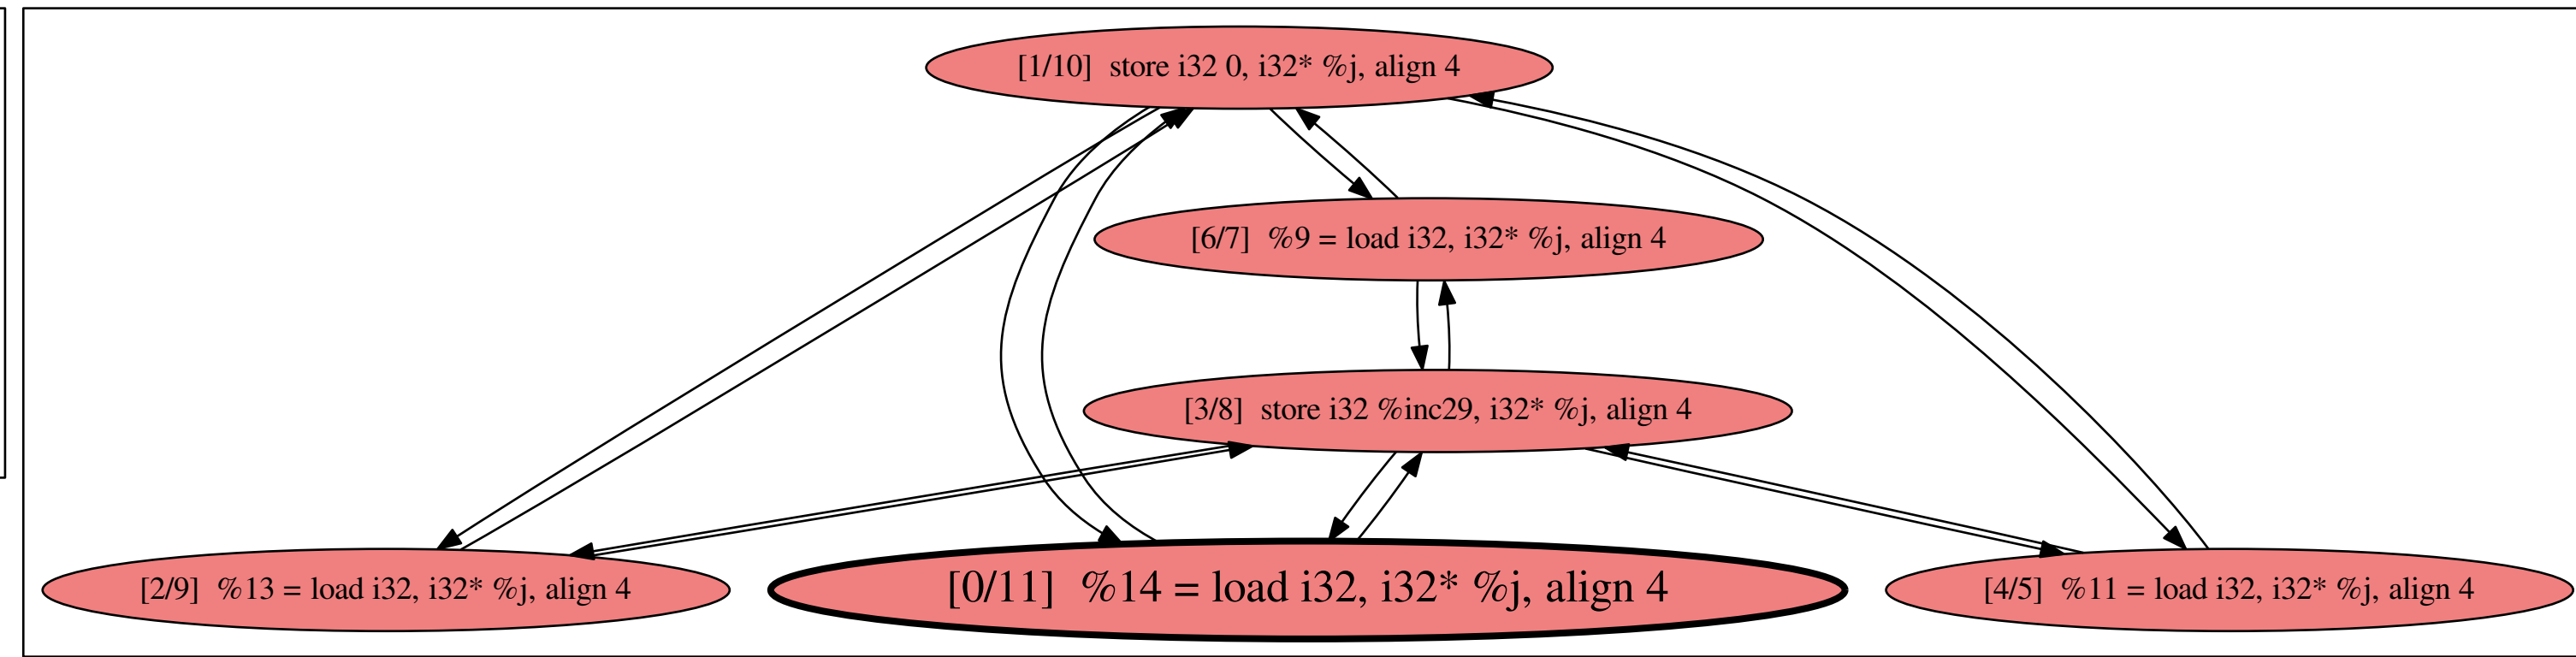 [1/10]  store i32 0, i32* %j, align 4
[6/7]  %9 = load i32, i32* %j, align 4
[3/8]  store i32 %inc29, i32* %j, align 4
[2/9]  %13 = load i32, i32* %j, align 4
[0/11]  %14 = load i32, i32* %j, align 4
[4/5]  %11 = load i32, i32* %j, align 4